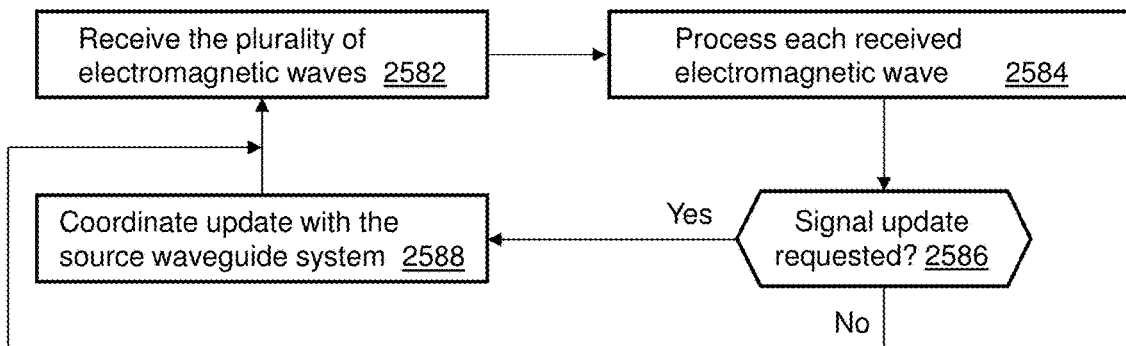 Receive the plurality of
electromagnetic waves 2582
Process each received
electromagnetic wave 2584
Signal update
requested? 2586
Yes
Coordinate update with the
source waveguide system 2588
No